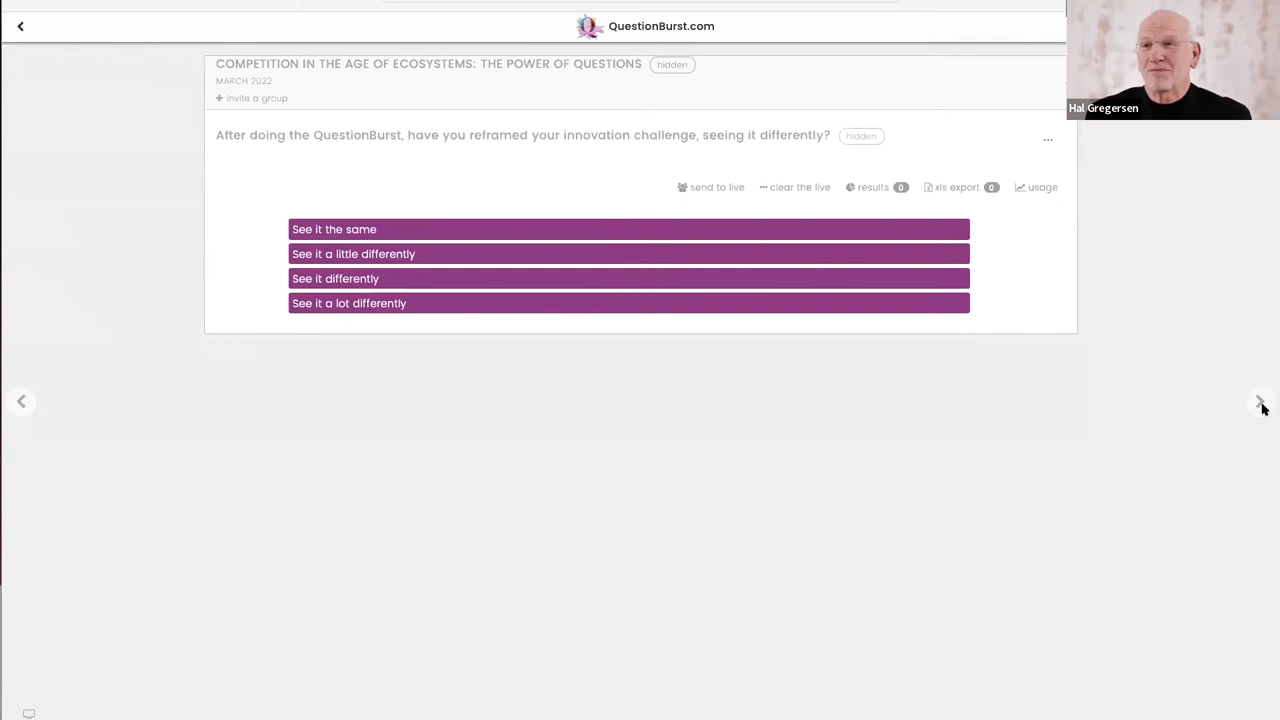 QuestionBurst.com
Hal Gregersen
COMPETITION IN THE AGE OF ECOSYSTEMS: THE POWER OF QUESTIONS hidden
MARCH 2022
+ invite a group
After doing the QuestionBurst, have you reframed your innovation challenge, seeing it differently? hidden
...
send to live clear the live results 0 xls export 0 usage
See it the same
See it a little differently
See it differently
See it a lot differently